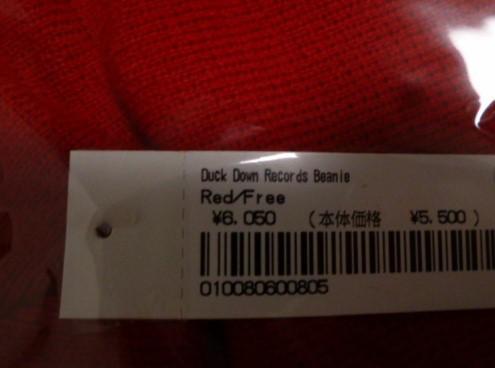 Duck Down Records Beanie
Red/Free
¥6.050 (本体価格 ¥5.500)
010080600805